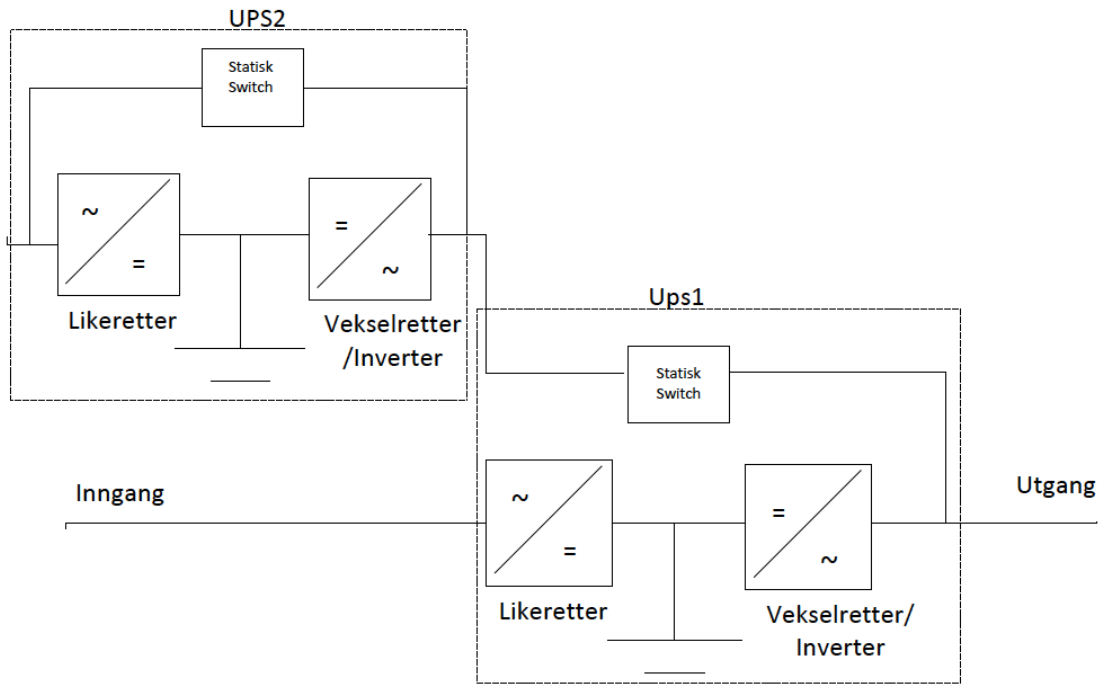 UPS2
Statisk
Switch
~
=
=
~
Likeretter
Vekselretter
/Inverter
Ups1
Statisk
Switch
Inngang
Utgang
~
=
=
~
Likeretter
Vekselretter/
Inverter